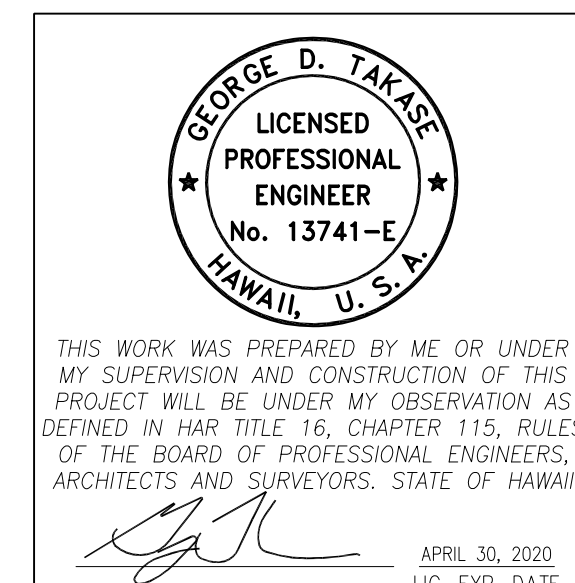 GEORGE D. TAKASE
LICENSED
PROFESSIONAL
ENGINEER
No. 13741-E
HAWAII, U. S. A.
THIS WORK WAS PREPARED BY ME OR UNDER
MY SUPERVISION AND CONSTRUCTION OF THIS
PROJECT WILL BE UNDER MY OBSERVATION AS
DEFINED IN HAR TITLE 16, CHAPTER 115, RULES
OF THE BOARD OF PROFESSIONAL ENGINEERS,
ARCHITECTS AND SURVEYORS. STATE OF HAWAII
APRIL 30, 2020
LIC. EXP. DATE